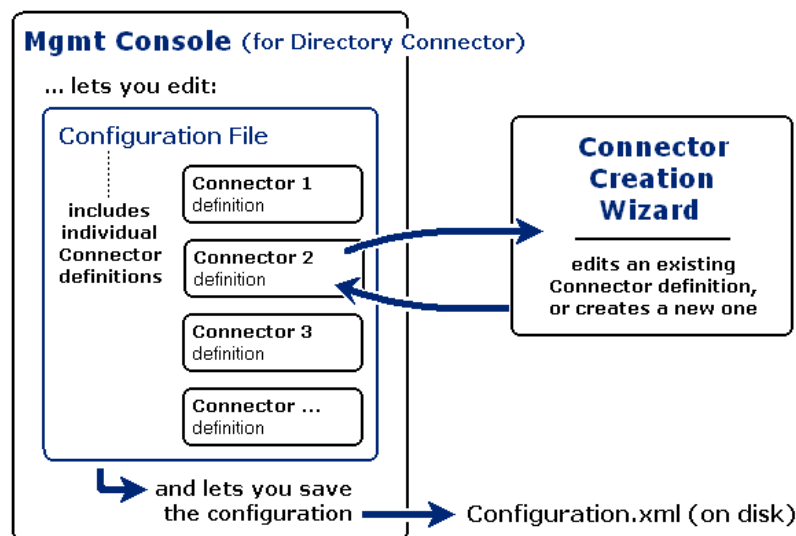 Mgmt Console (for Directory Connector)
... lets you edit:
Configuration File
includes
individual
Connector
definitions
Connector 1
definition
Connector 2
definition
Connector 3
definition
Connector ...
definition
Connector
Creation
Wizard
edits an existing
Connector definition,
or creates a new one
and lets you save
the configuration
Configuration.xml (on disk)